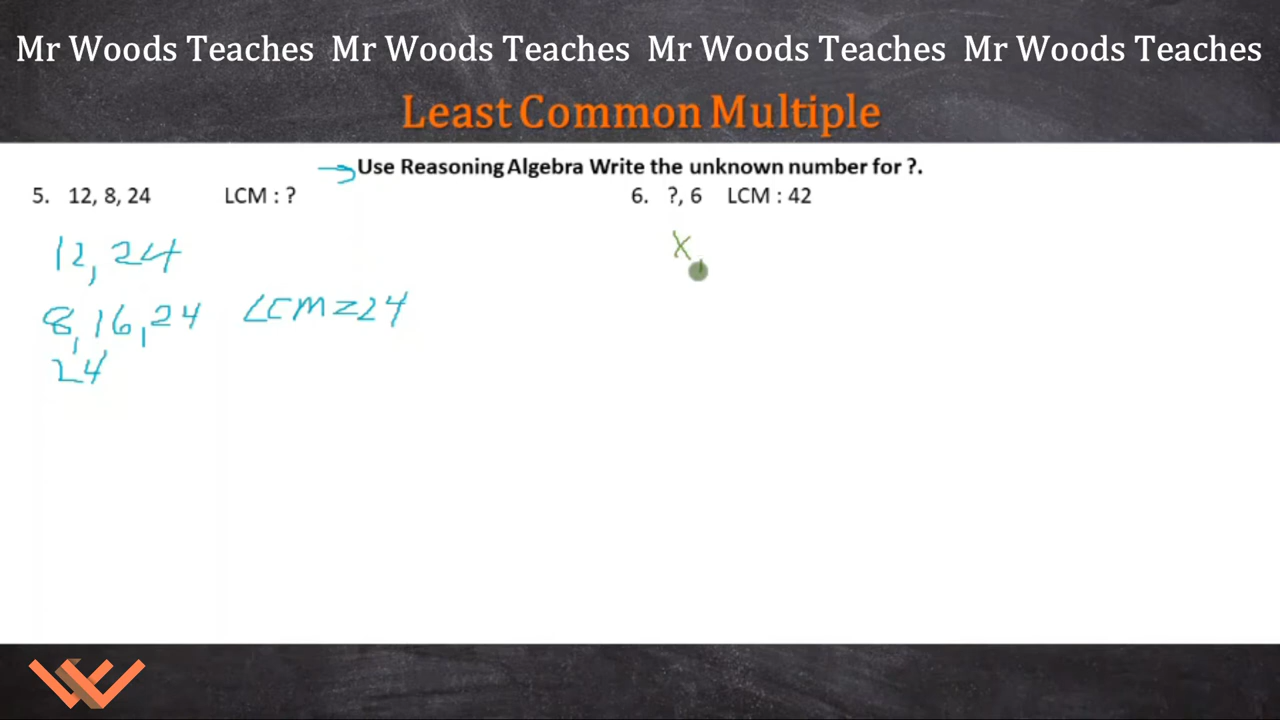 Mr Woods Teaches Mr Woods Teaches Mr Woods Teaches Mr Woods Teaches
Least Common Multiple
Use Reasoning Algebra Write the unknown number for ?.
5. 12, 8, 24 LCM : ?
6. ?, 6 LCM : 42
12, 24
8, 16, 24 LCM = 24
24
X,